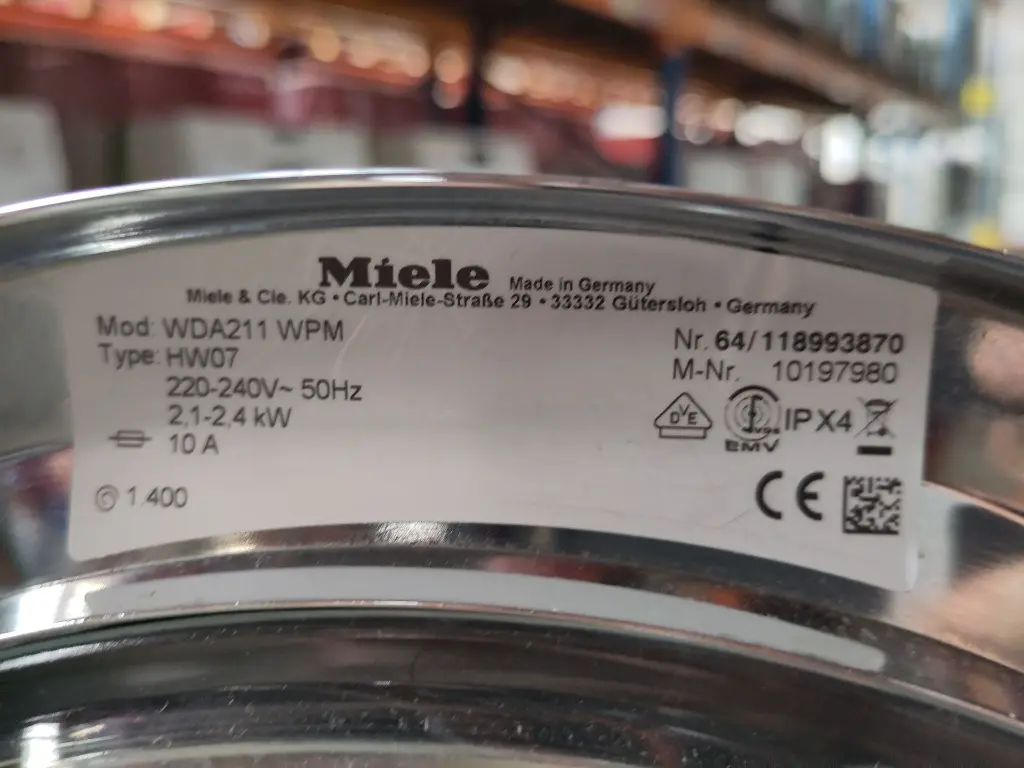 Miele Made in Germany
Miele & Cie. KG • Carl-Miele-Straße 29 • 33332 Gütersloh • Germany
Mod: WDA211 WPM
Type: HW07
220-240V~ 50Hz
2,1-2,4 kW
10 A
1.400
Nr. 64/118993870
M-Nr. 10197980
DVE EMV IPX4
CE